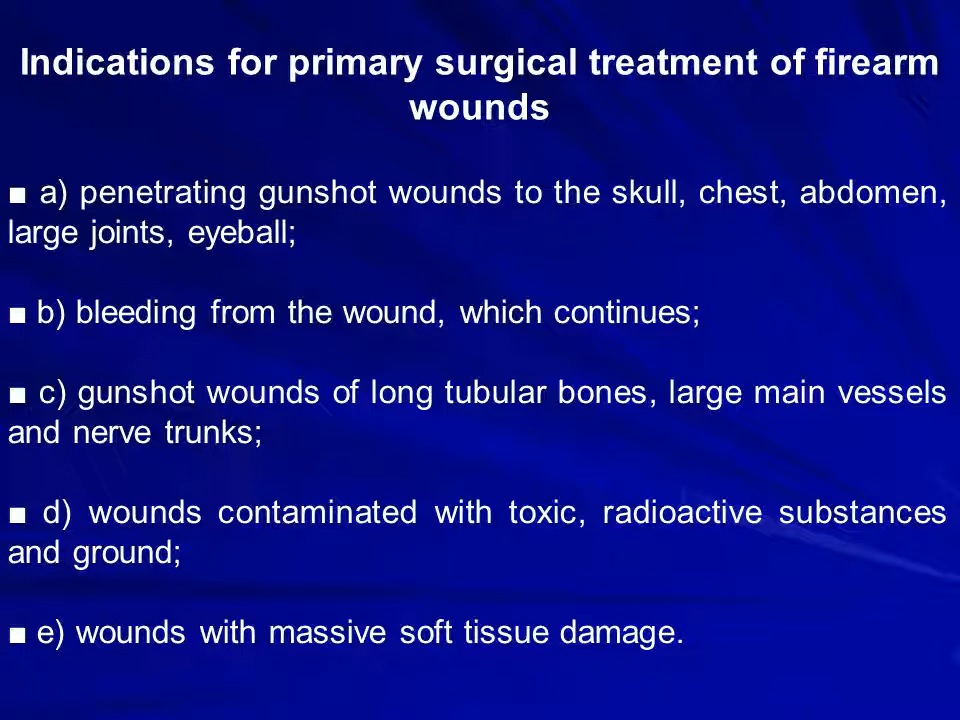 Indications for primary surgical treatment of firearm
wounds
■ a) penetrating gunshot wounds to the skull, chest, abdomen,
large joints, eyeball;
■ b) bleeding from the wound, which continues;
■ c) gunshot wounds of long tubular bones, large main vessels
and nerve trunks;
■ d) wounds contaminated with toxic, radioactive substances
and ground;
■ e) wounds with massive soft tissue damage.